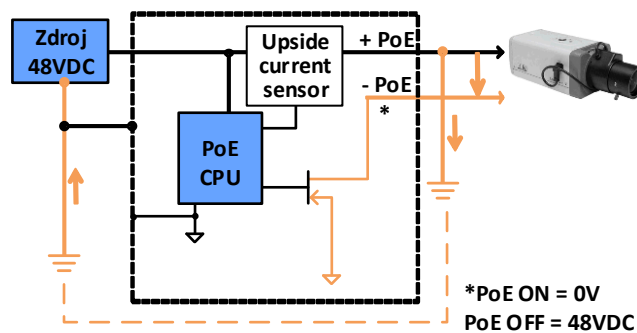 Zdroj
48VDC
Upside
current
sensor
+ PoE
- PoE
*
PoE
CPU
*PoE ON = 0V
PoE OFF = 48VDC